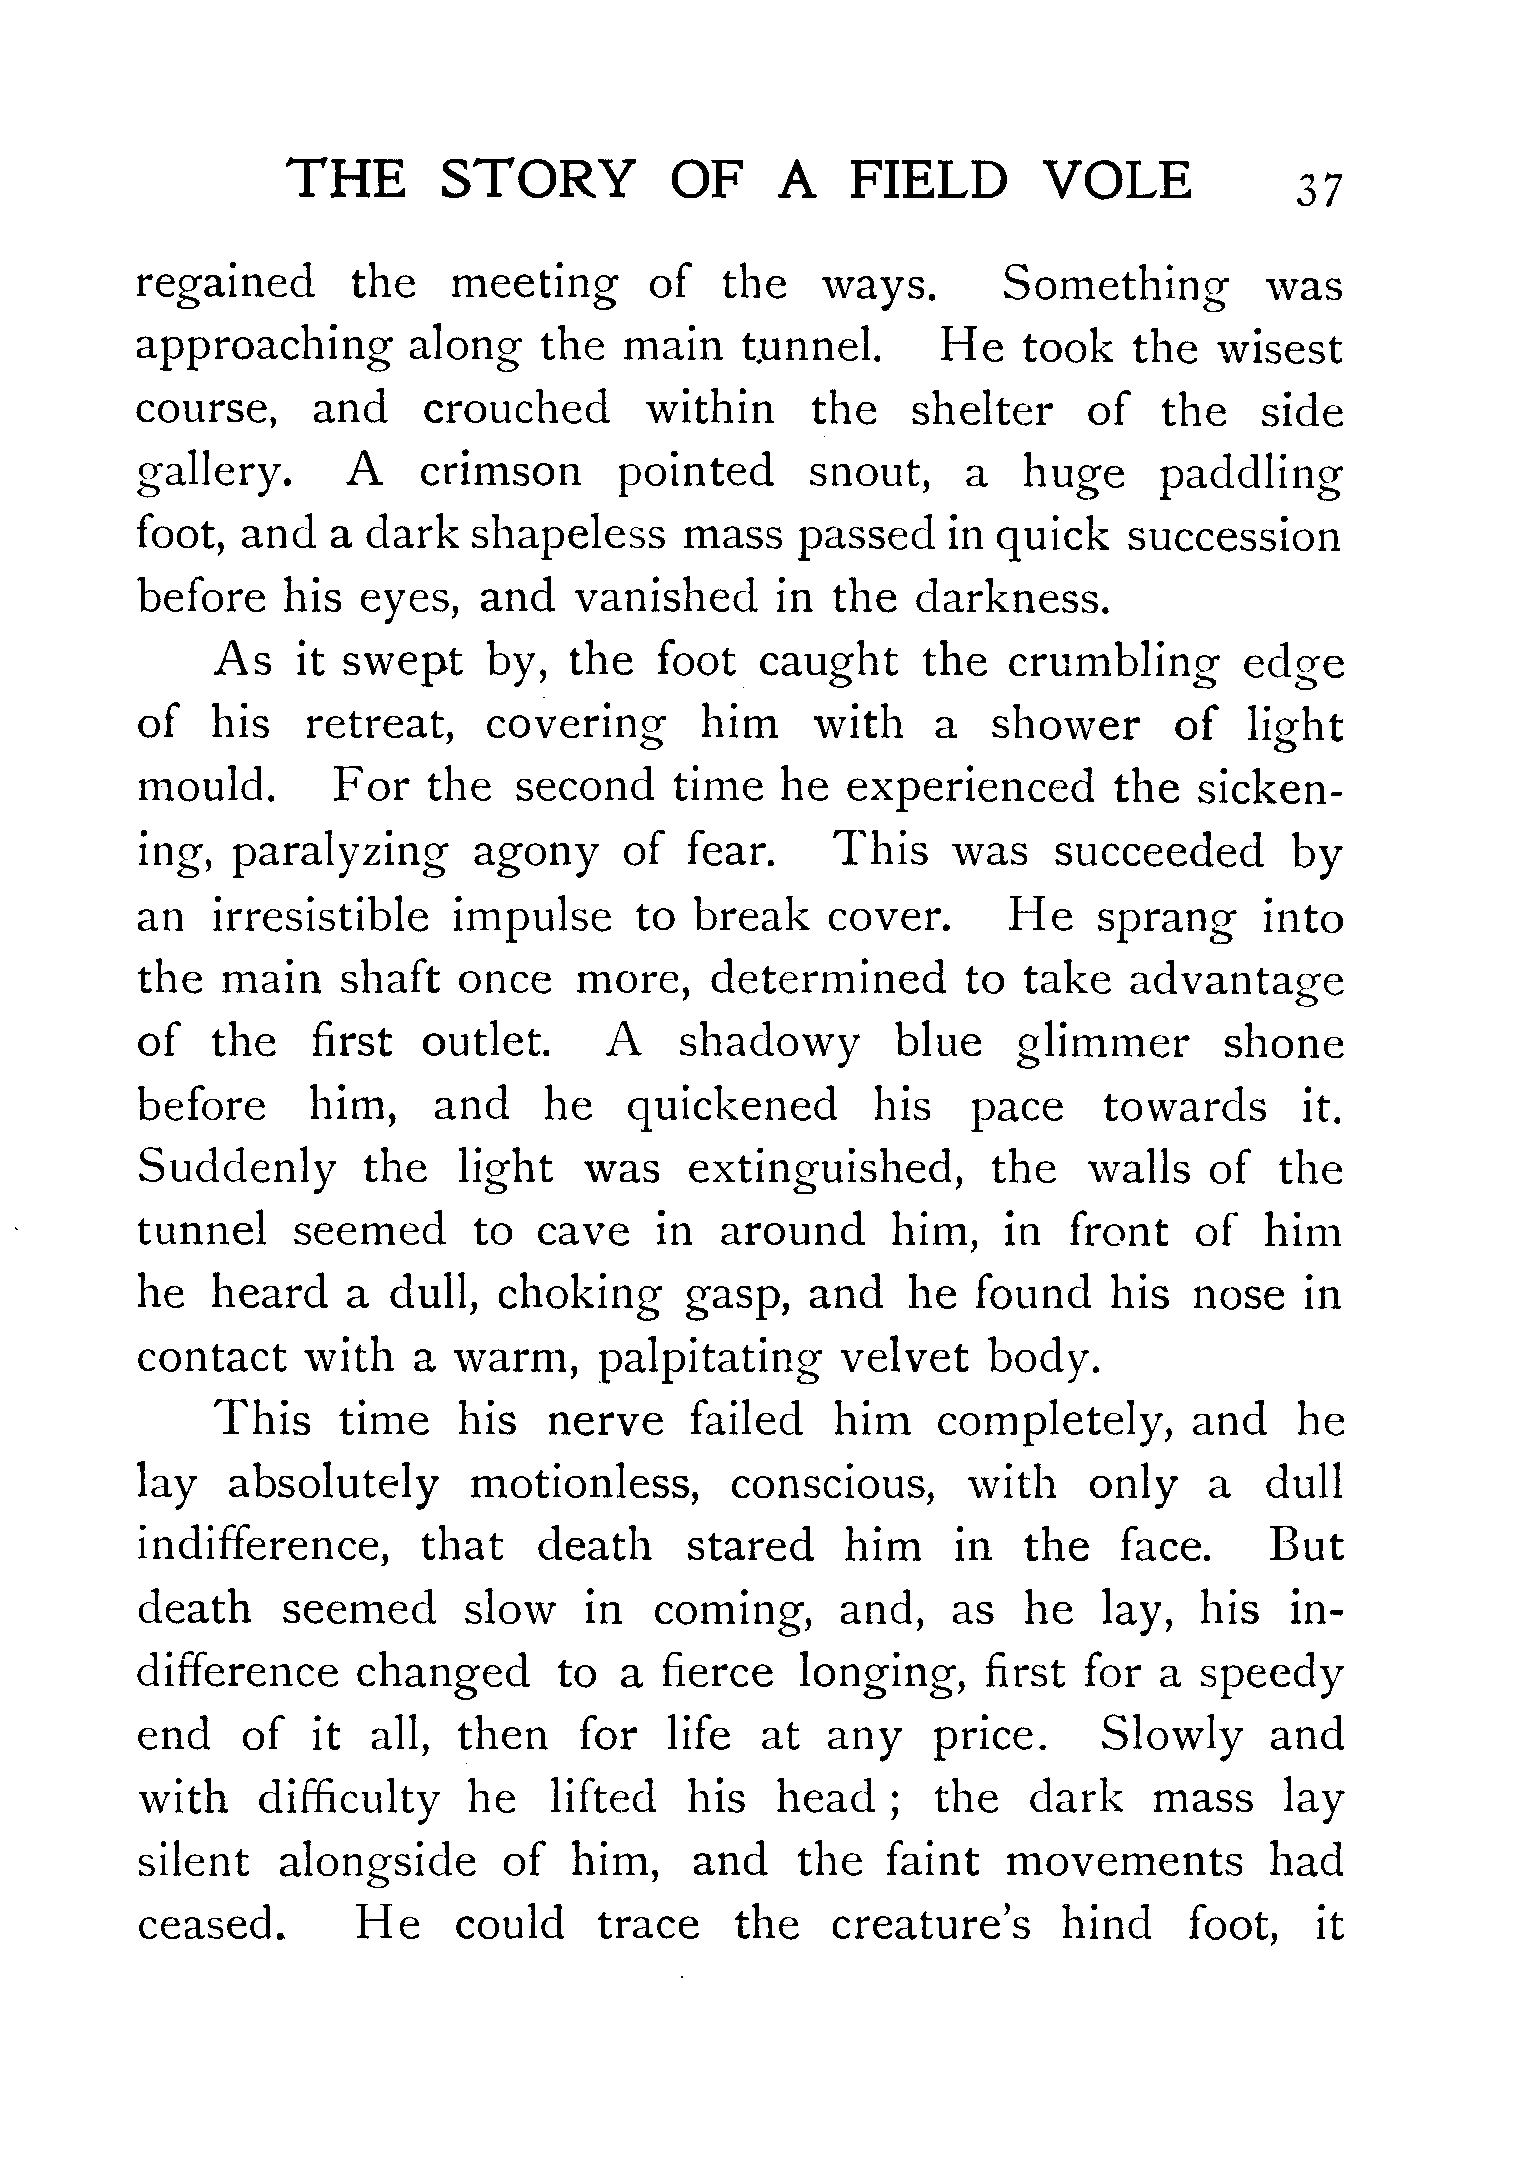 THE STORY OF A FIELD VOLE 37
regained the meeting of the ways. Something was
approaching along the main tunnel. He took the wisest
course, and crouched within the shelter of the side
gallery. A crimson pointed snout, a huge paddling
foot, and a dark shapeless mass passed in quick succession
before his eyes, and vanished in the darkness.
As it swept by, the foot caught the crumbling edge
of his retreat, covering him with a shower of light
mould. For the second time he experienced the sicken-
ing, paralyzing agony of fear. This was succeeded by
an irresistible impulse to break cover. He sprang into
the main shaft once more, determined to take advantage
of the first outlet. A shadowy blue glimmer shone
before him, and he quickened his pace towards it.
Suddenly the light was extinguished, the walls of the
tunnel seemed to cave in around him, in front of him
he heard a dull, choking gasp, and he found his nose in
contact with a warm, palpitating velvet body.
This time his nerve failed him completely, and he
lay absolutely motionless, conscious, with only a dull
indifference, that death stared him in the face. But
death seemed slow in coming, and, as he lay, his in-
difference changed to a fierce longing, first for a speedy
end of it all, then for life at any price. Slowly and
with difficulty he lifted his head ; the dark mass lay
silent alongside of him, and the faint movements had
ceased. He could trace the creature's hind foot, it